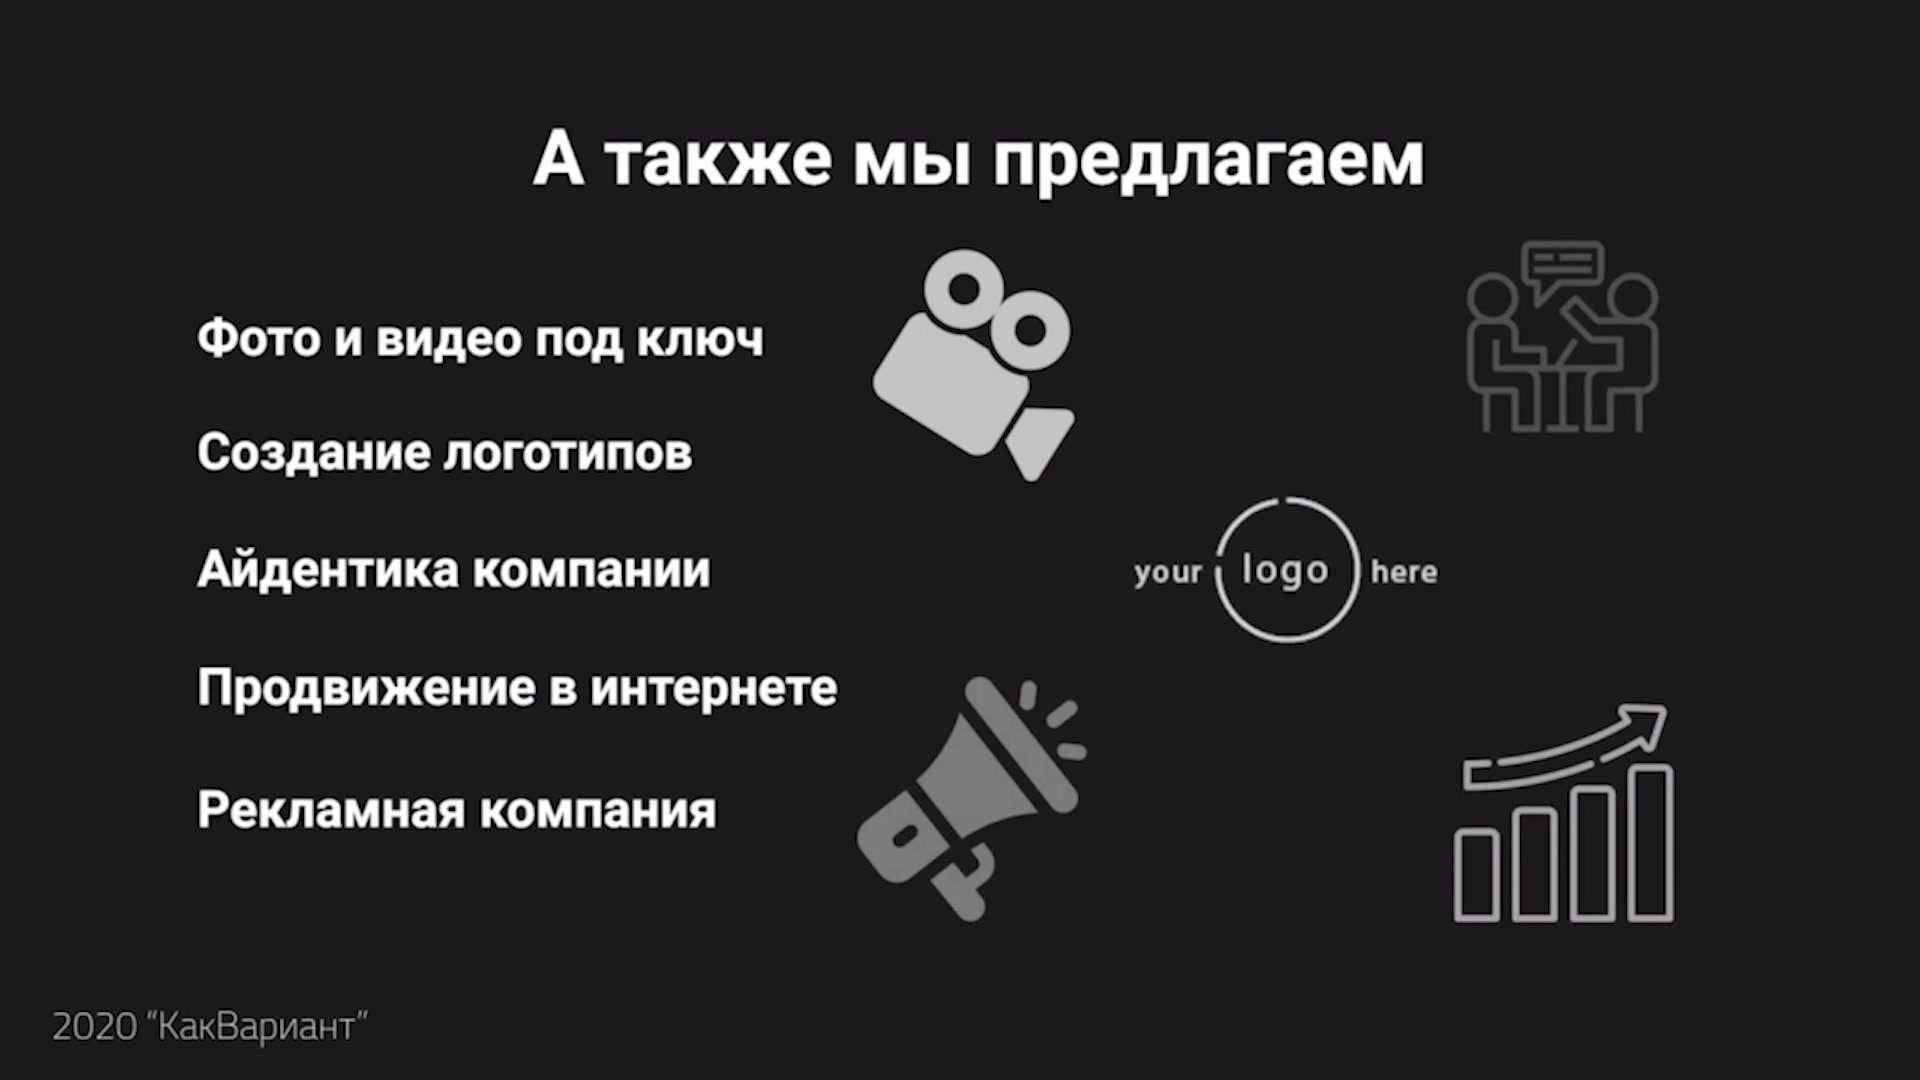 А также мы предлагаем
Фото и видео под ключ
Создание логотипов
Айдентика компании
your logo here
Продвижение в интернете
Рекламная компания
2020 “КакВариант”